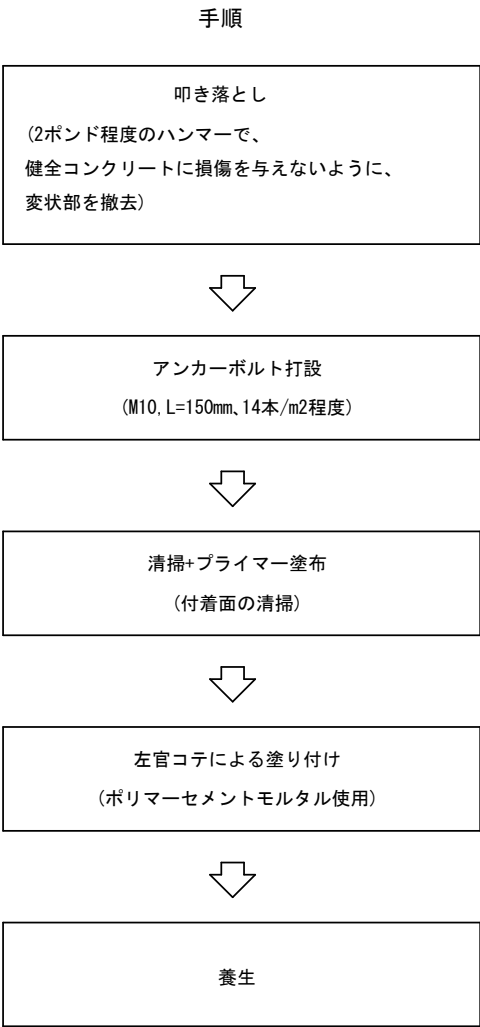 手順
叩き落とし
(2ポンド程度のハンマーで、
健全コンクリートに損傷を与えないように、
変状部を撤去)
アンカーボルト打設
(M10,L=150mm、14本/m2程度)
清掃+プライマー塗布
(付着面の清掃)
左官コテによる塗り付け
(ポリマーセメントモルタル使用)
養生